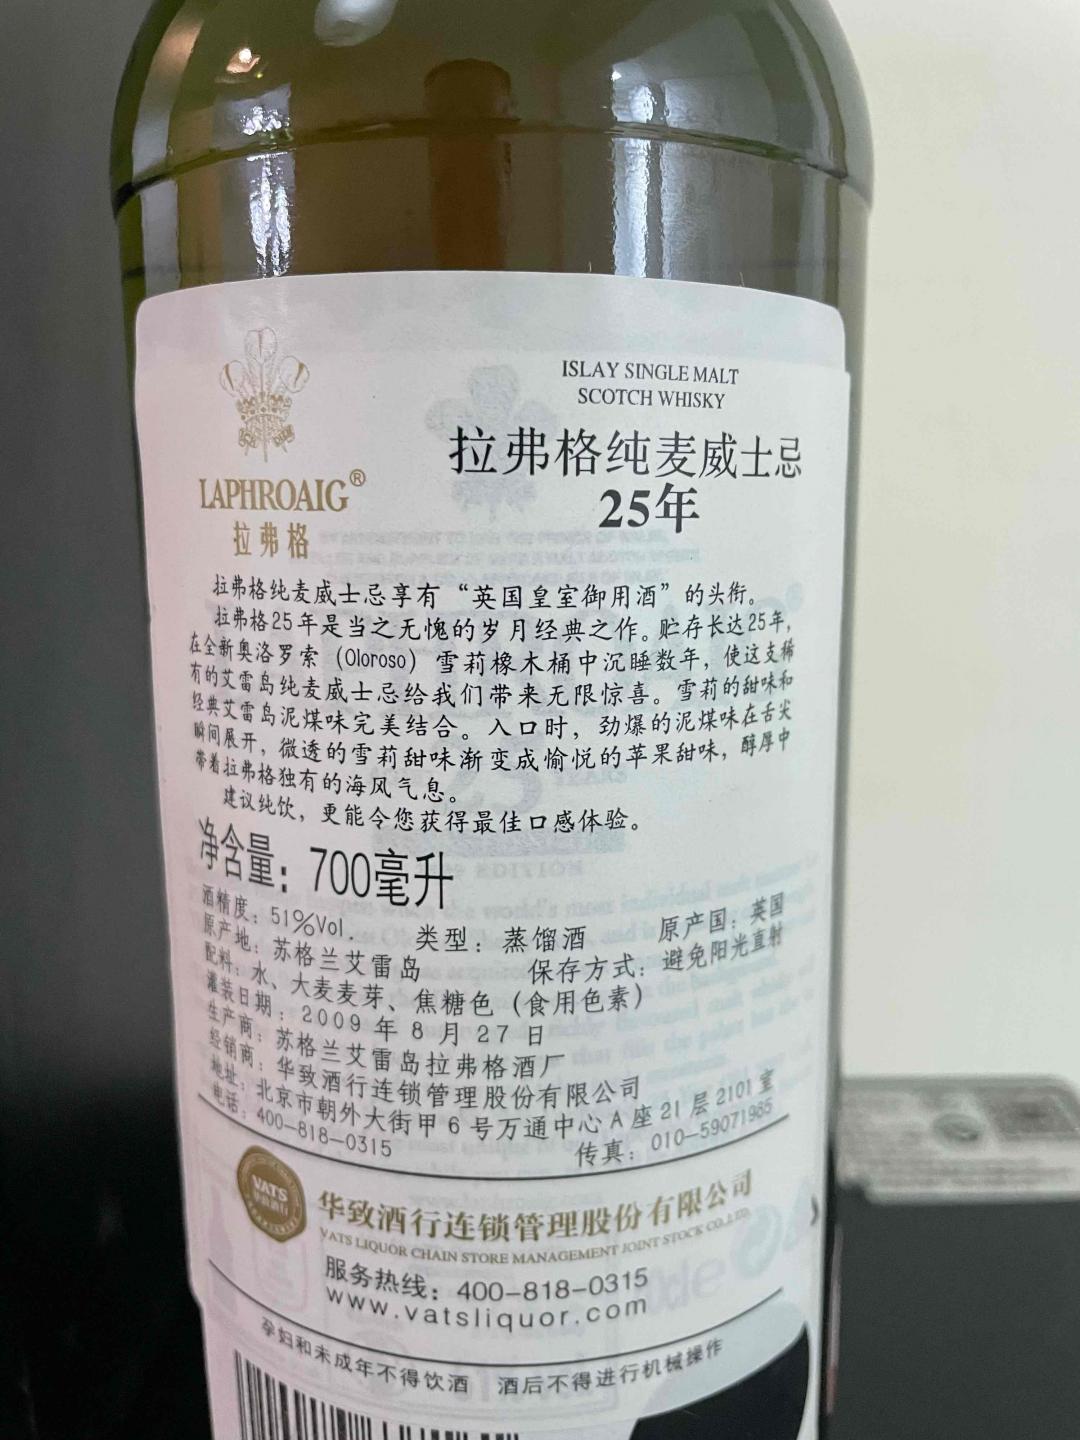 ISLAY SINGLE MALT
SCOTCH WHISKY
拉弗格纯麦威士忌
25年
LAPHROAIG®
拉弗格
拉弗格纯麦威士忌享有“英国皇室御用酒”的头衔。
拉弗格25年是当之无愧的岁月经典之作。贮存长达25年,
在全新奥洛罗索(Oloroso)雪莉橡木桶中沉睡数年,使这支稀
有的艾雷岛纯麦威士忌给我们带来无限惊喜。雪莉的甜味和
经典艾雷岛泥煤味完美结合。入口时,劲爆的泥煤味在舌尖
瞬间展开,微透的雪莉甜味渐变成愉悦的苹果甜味,醇厚中
带着拉弗格独有的海风气息。
建议纯饮,更能令您获得最佳口感体验。
净含量:700毫升
酒精度:51%Vol. 类型:蒸馏酒 原产国:英国
原产地:苏格兰艾雷岛 保存方式:避免阳光直射
配料:水、大麦麦芽、焦糖色(食用色素)
灌装日期:2009年8月27日
生产商:苏格兰艾雷岛拉弗格酒厂
经销商:华致酒行连锁管理股份有限公司
地址:北京市朝外大街甲6号万通中心A座21层2101室
电话:400-818-0315 传真:010-59071985
VATS
华致酒行连锁管理股份有限公司
VATS LIQUOR CHAIN STORE MANAGEMENT JOINT STOCK CO.,LTD.
服务热线:400-818-0315
www.vatsliquor.com
孕妇和未成年不得饮酒 酒后不得进行机械操作